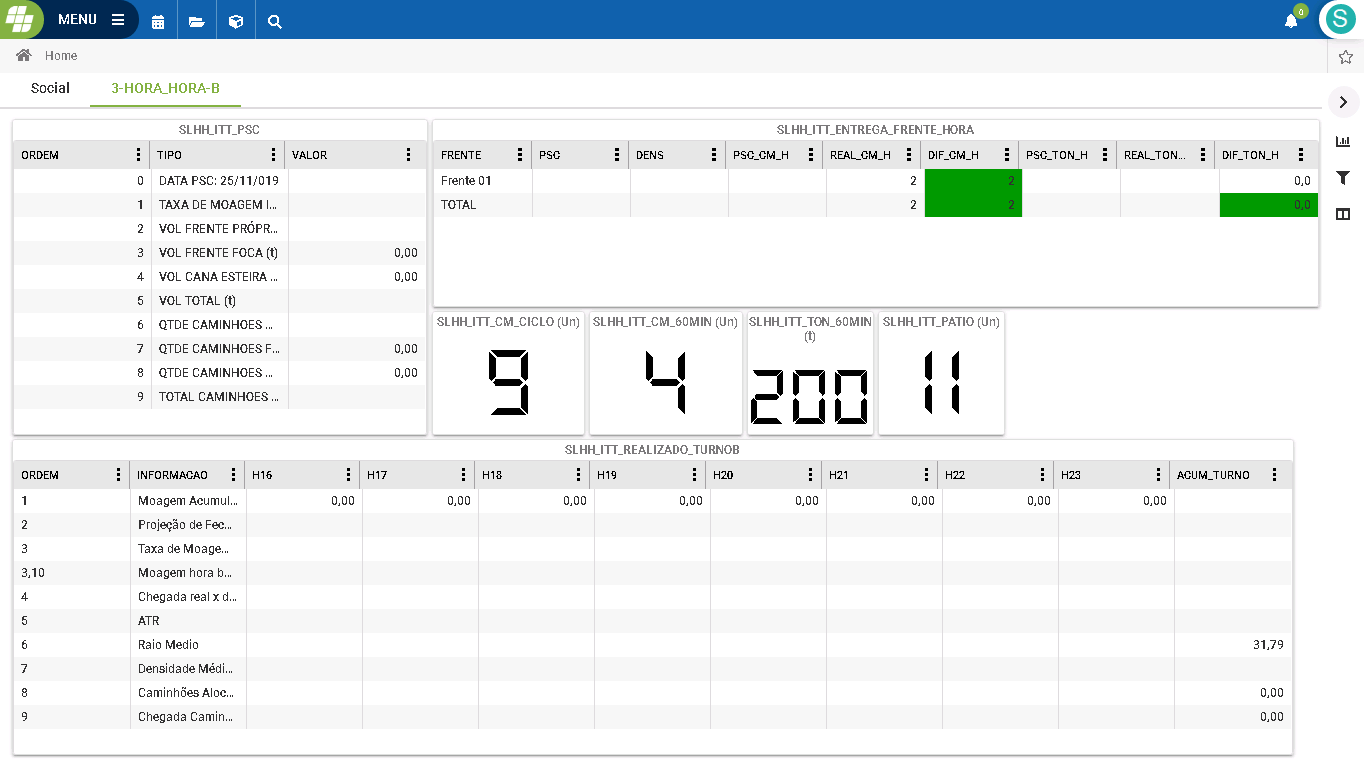 MENU
0
S
Home
Social 3-HORA_HORA-B
SLHH_ITT_PSC
ORDEM TIPO VALOR
0 DATA PSC: 25/11/019
1 TAXA DE MOAGEM I...
2 VOL FRENTE PRÓPR...
3 VOL FRENTE FOCA (t) 0,00
4 VOL CANA ESTEIRA ... 0,00
5 VOL TOTAL (t)
6 QTDE CAMINHOES ...
7 QTDE CAMINHOES F... 0,00
8 QTDE CAMINHOES ... 0,00
9 TOTAL CAMINHOES ...
SLHH_ITT_ENTREGA_FRENTE_HORA
FRENTE PSC DENS PSC_CM_H REAL_CM_H DIF_CM_H PSC_TON_H REAL_TON... DIF_TON_H
Frente 01 2 2 0,0
TOTAL 2 2 0,0
SLHH_ITT_CM_CICLO (Un)
9
SLHH_ITT_CM_60MIN (Un)
4
SLHH_ITT_TON_60MIN
(t)
200
SLHH_ITT_PATIO (Un)
11
SLHH_ITT_REALIZADO_TURNOB
ORDEM INFORMACAO H16 H17 H18 H19 H20 H21 H22 H23 ACUM_TURNO
1 Moagem Acumul... 0,00 0,00 0,00 0,00 0,00 0,00 0,00 0,00
2 Projeção de Fec...
3 Taxa de Moage...
3,10 Moagem hora b...
4 Chegada real x d...
5 ATR
6 Raio Medio 31,79
7 Densidade Médi...
8 Caminhões Aloc... 0,00
9 Chegada Camin... 0,00